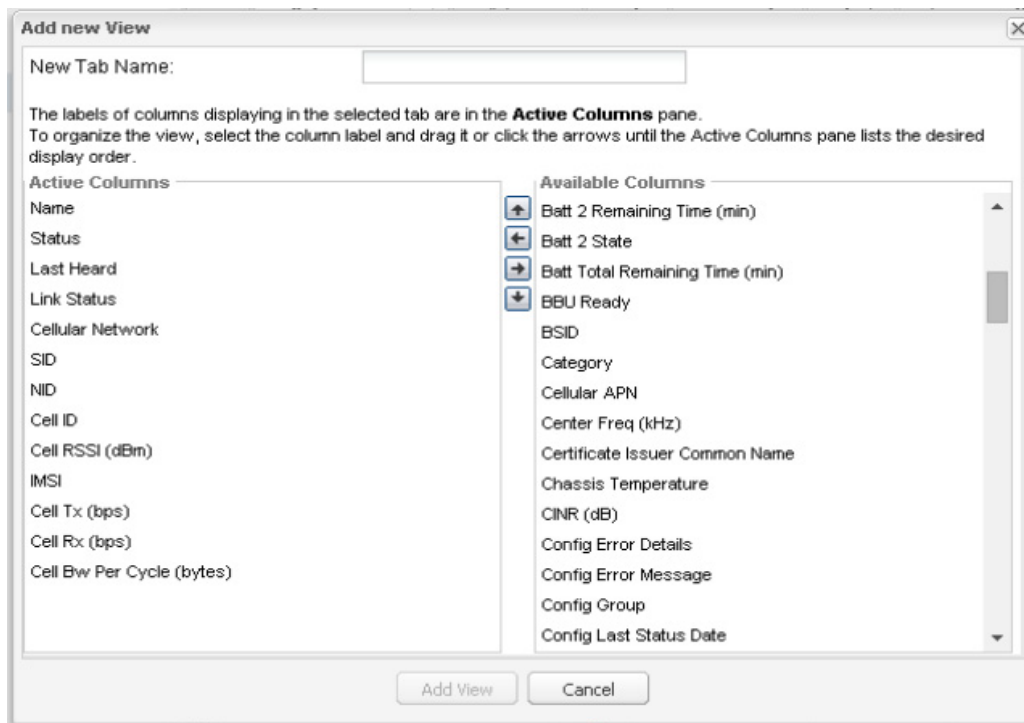 Add new View
New Tab Name:
The labels of columns displaying in the selected tab are in the Active Columns pane.
To organize the view, select the column label and drag it or click the arrows until the Active Columns pane lists the desired
display order.
Active Columns
Name
Status
Last Heard
Link Status
Cellular Network
SID
NID
Cell ID
Cell RSSI (dBm)
IMSI
Cell Tx (bps)
Cell Rx (bps)
Cell Bw Per Cycle (bytes)
Available Columns
Batt 2 Remaining Time (min)
Batt 2 State
Batt Total Remaining Time (min)
BBU Ready
BSID
Category
Cellular APN
Center Freq (kHz)
Certificate Issuer Common Name
Chassis Temperature
CINR (dB)
Config Error Details
Config Error Message
Config Group
Config Last Status Date
Add View
Cancel